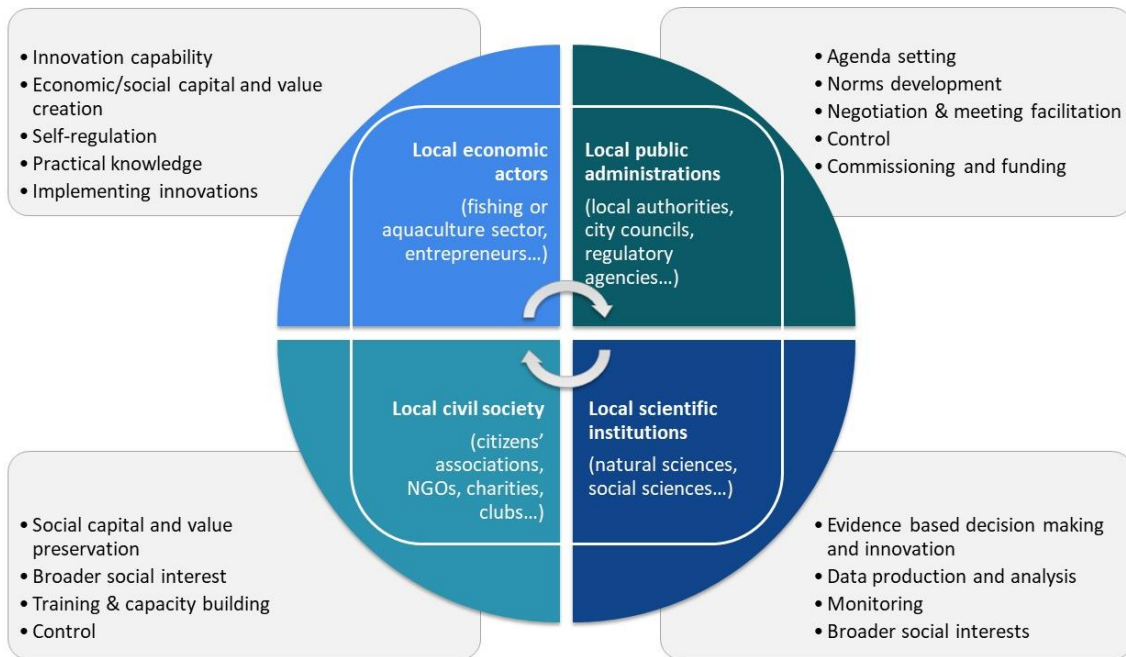 • Innovation capability
• Economic/social capital and value
creation
• Self-regulation
• Practical knowledge
• Implementing innovations
• Agenda setting
• Norms development
• Negotiation & meeting facilitation
• Control
• Commissioning and funding
Local economic
actors
(fishing or
aquaculture sector,
entrepreneurs...)
Local public
administrations
(local authorities,
city councils,
regulatory
agencies...)
Local civil society
(citizens’
associations,
NGOs, charities,
clubs...)
Local scientific
institutions
(natural sciences,
social sciences...)
• Social capital and value
preservation
• Broader social interest
• Training & capacity building
• Control
• Evidence based decision making
and innovation
• Data production and analysis
• Monitoring
• Broader social interests